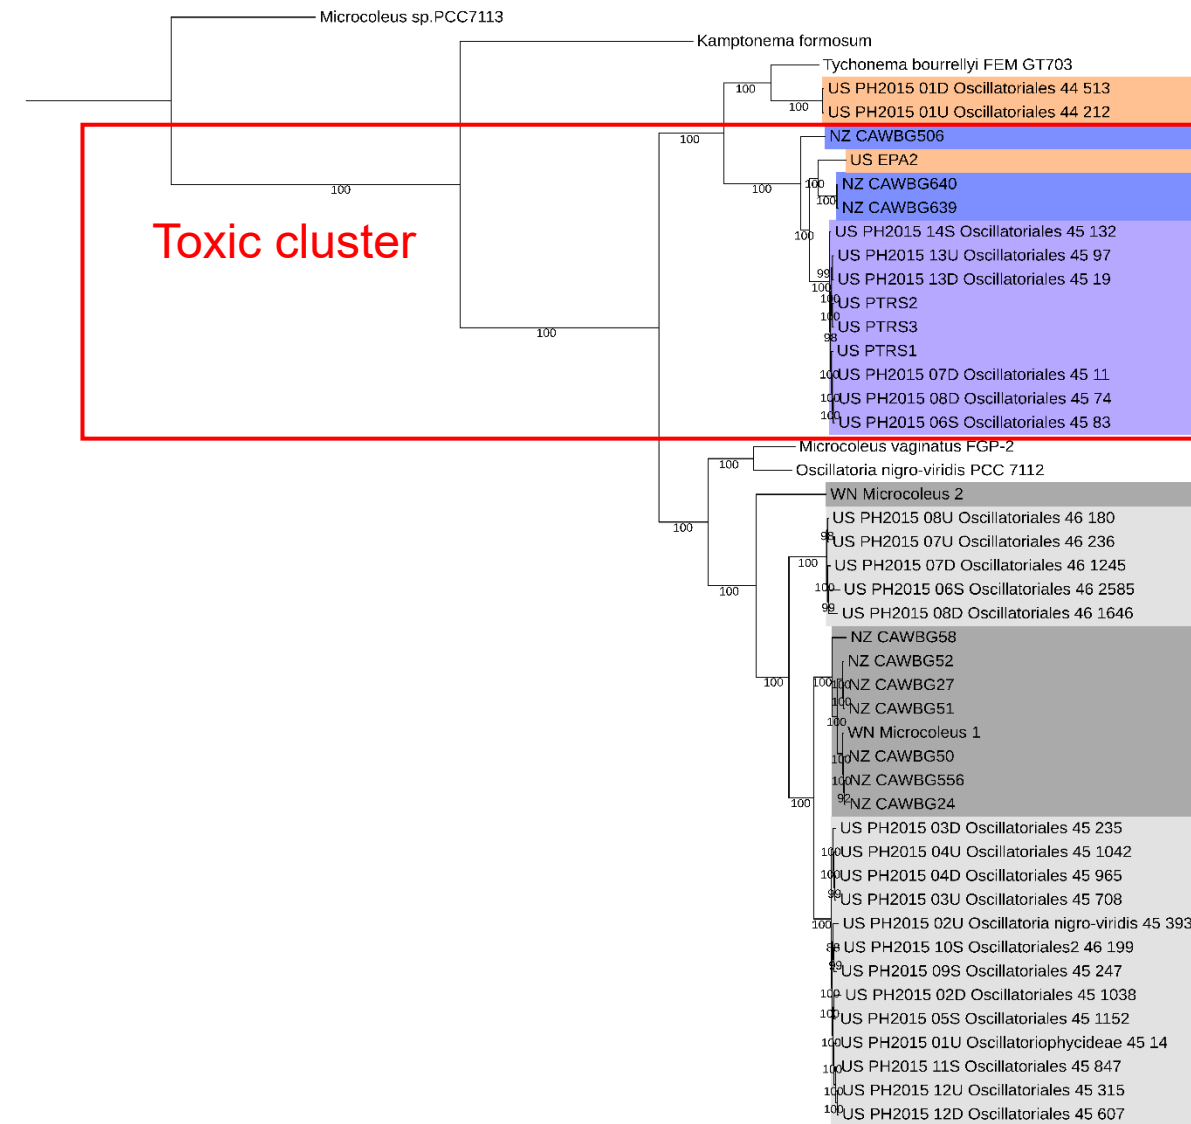 Microcoleus sp.PCC7113
Kamptonema formosum
Tychonema bourrellyi FEM GT703
100
US PH2015 01D Oscillatoriales 44 513
100
US PH2015 01U Oscillatoriales 44 212
100
NZ CAWBG506
US EPA2
100
100
100
NZ CAWBG640
100
NZ CAWBG639
Toxic cluster
100
US PH2015 14S Oscillatoriales 45 132
US PH2015 13U Oscillatoriales 45 97
99
US PH2015 13D Oscillatoriales 45 19
100
100
US PTRS2
100
US PTRS3
100
98
US PTRS1
100
US PH2015 07D Oscillatoriales 45 11
100
US PH2015 08D Oscillatoriales 45 74
100
US PH2015 06S Oscillatoriales 45 83
Microcoleus vaginatus FGP-2
100
Oscillatoria nigro-viridis PCC 7112
WN Microcoleus 2
US PH2015 08U Oscillatoriales 46 180
100
98
US PH2015 07U Oscillatoriales 46 236
100
US PH2015 07D Oscillatoriales 46 1245
100
100
US PH2015 06S Oscillatoriales 46 2585
99
US PH2015 08D Oscillatoriales 46 1646
NZ CAWBG58
NZ CAWBG52
100
100
100
NZ CAWBG27
100
NZ CAWBG51
100
WN Microcoleus 1
100
NZ CAWBG50
100
NZ CAWBG556
100
92
NZ CAWBG24
US PH2015 03D Oscillatoriales 45 235
100
US PH2015 04U Oscillatoriales 45 1042
100
US PH2015 04D Oscillatoriales 45 965
99
US PH2015 03U Oscillatoriales 45 708
100
US PH2015 02U Oscillatoria nigro-viridis 45 393
US PH2015 10S Oscillatoriales2 46 199
99
US PH2015 09S Oscillatoriales 45 247
100
US PH2015 02D Oscillatoriales 45 1038
100
US PH2015 05S Oscillatoriales 45 1152
100
US PH2015 01U Oscillatoriophycideae 45 14
100
US PH2015 11S Oscillatoriales 45 847
100
US PH2015 12U Oscillatoriales 45 315
100
US PH2015 12D Oscillatoriales 45 607